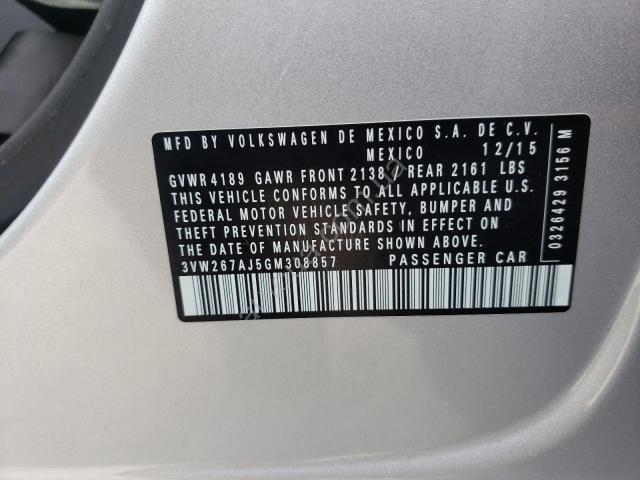 MFD BY VOLKSWAGEN DE MEXICO S.A. DE C.V.
MEXICO 12/15
GVWR 4189 GAWR FRONT 2138 / REAR 2161 LBS
THIS VEHICLE CONFORMS TO ALL APPLICABLE U.S.
FEDERAL MOTOR VEHICLE SAFETY, BUMPER AND
THEFT PREVENTION STANDARDS IN EFFECT ON
THE DATE OF MANUFACTURE SHOWN ABOVE.
3VW267AJ5GM308857 PASSENGER CAR
0326429 3156 M